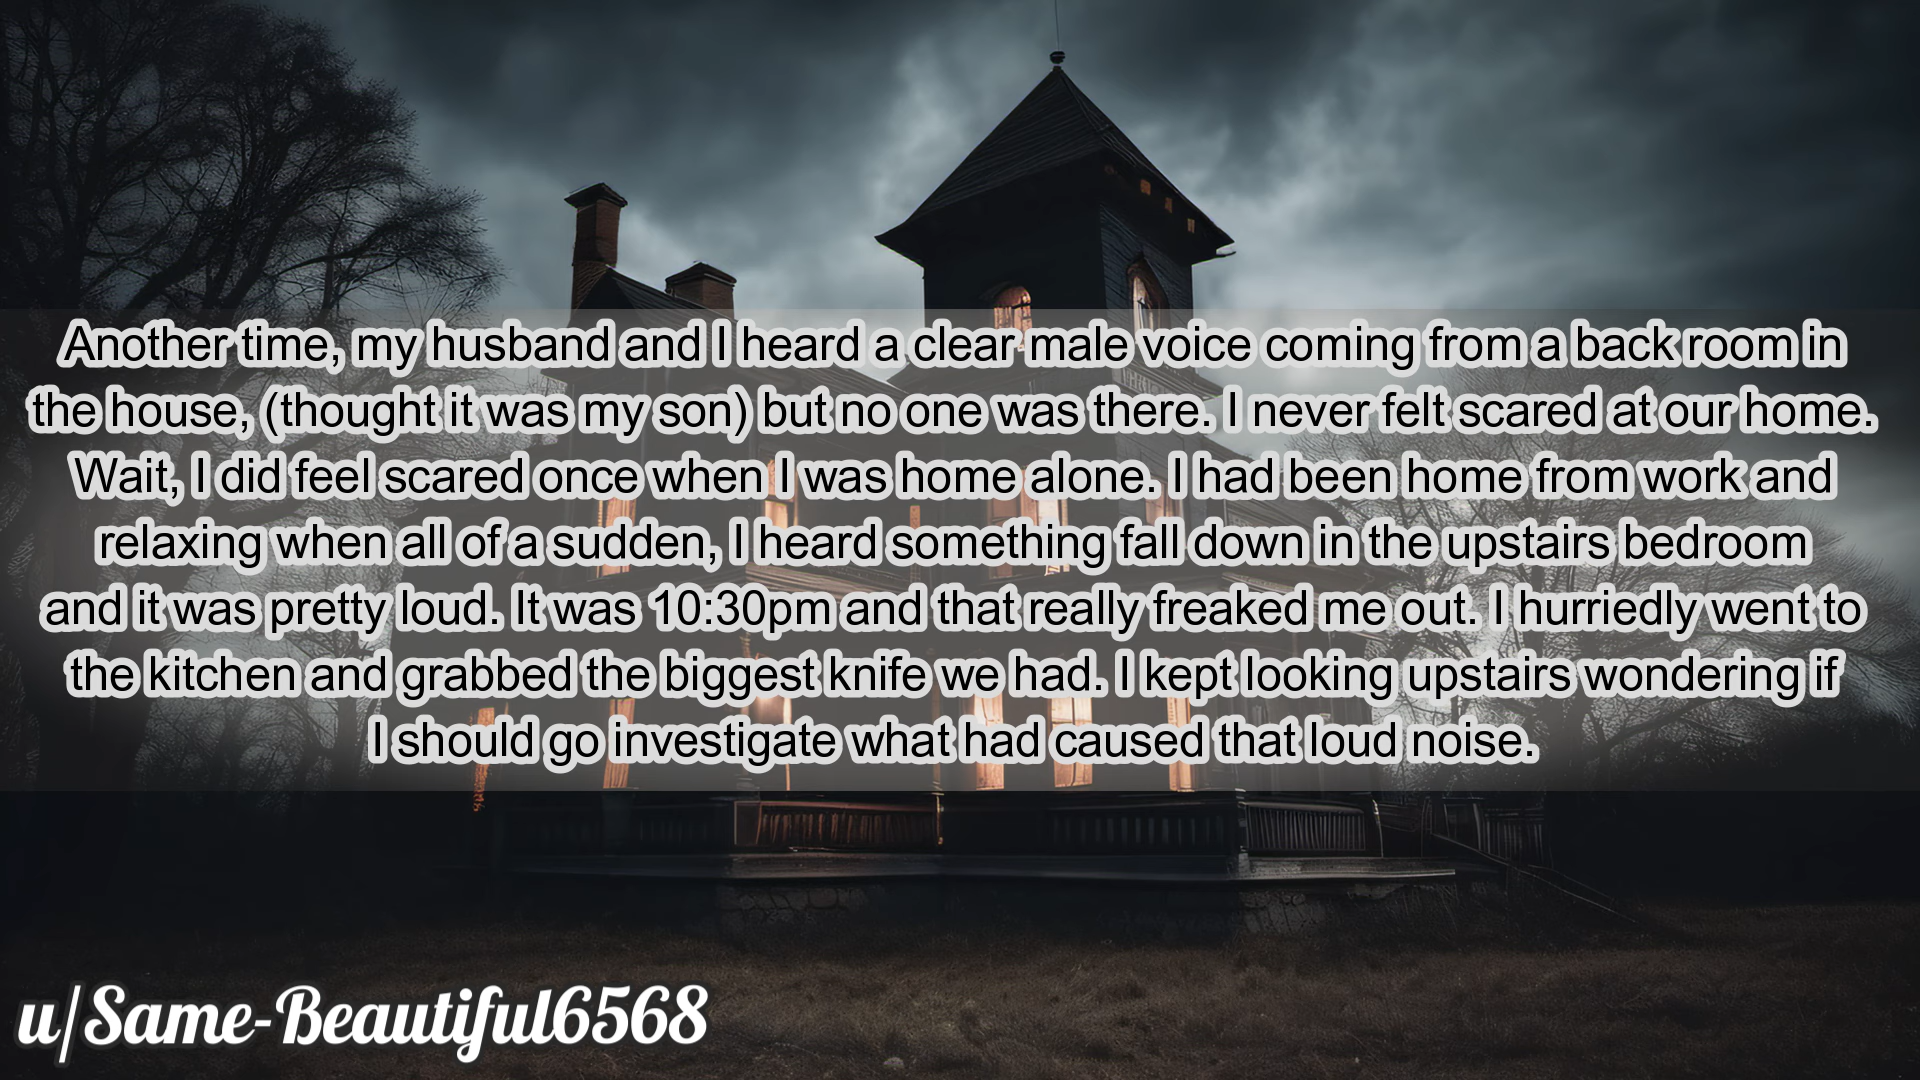 Another time, my husband and I heard a clear male voice coming from a back room in
the house, (thought it was my son) but no one was there. I never felt scared at our home.
Wait, I did feel scared once when I was home alone. I had been home from work and
relaxing when all of a sudden, I heard something fall down in the upstairs bedroom
and it was pretty loud. It was 10:30pm and that really freaked me out. I hurriedly went to
the kitchen and grabbed the biggest knife we had. I kept looking upstairs wondering if
I should go investigate what had caused that loud noise.
u/Same-Beautiful6568